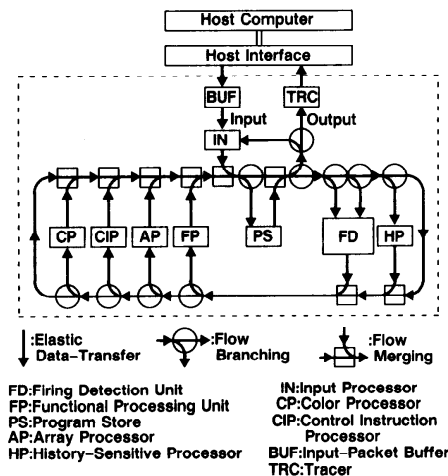 Host Computer
Host Interface
BUF TRC
Input Output
IN
CP CIP AP FP PS FD HP
:Elastic Data-Transfer
:Flow Branching
:Flow Merging
FD:Firing Detection Unit
FP:Functional Processing Unit
PS:Program Store
AP:Array Processor
HP:History-Sensitive Processor
IN:Input Processor
CP:Color Processor
CIP:Control Instruction
Processor
BUF:Input-Packet Buffer
TRC:Tracer